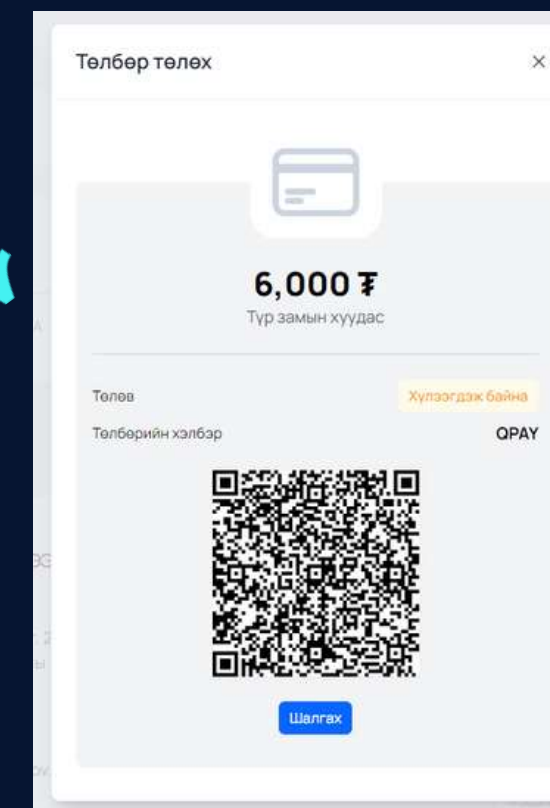 Төлбөр төлөх
6,000 ₮
Түр замын хуудас
Төлөв Хүлээгдэж байна
Төлбөрийн хэлбэр QPAY
Шалгах